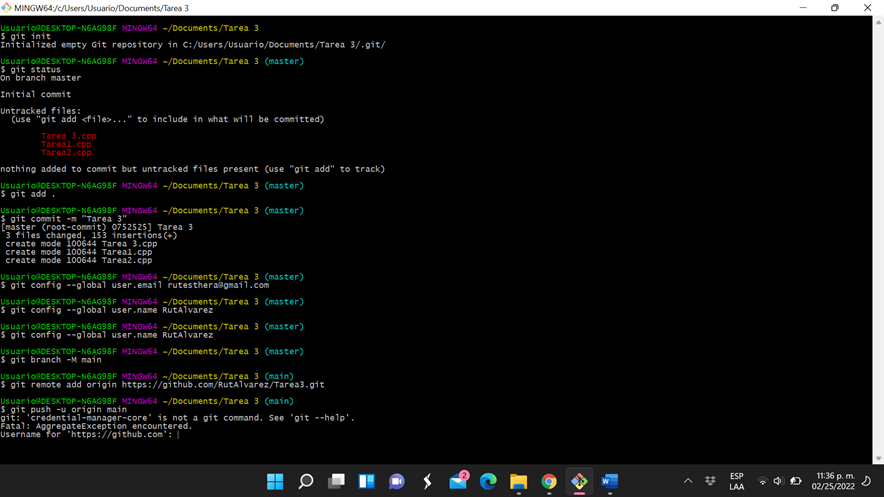 MINGW64:/c/Users/Usuario/Documents/Tarea 3
Usuario@DESKTOP-N6AG98F MINGW64 ~/Documents/Tarea 3
$ git init
Initialized empty Git repository in C:/Users/Usuario/Documents/Tarea 3/.git/
Usuario@DESKTOP-N6AG98F MINGW64 ~/Documents/Tarea 3 (master)
$ git status
On branch master
Initial commit
Untracked files:
(use "git add <file>..." to include in what will be committed)
Tarea 3.cpp
Tarea1.cpp
Tarea2.cpp
nothing added to commit but untracked files present (use "git add" to track)
Usuario@DESKTOP-N6AG98F MINGW64 ~/Documents/Tarea 3 (master)
$ git add .
Usuario@DESKTOP-N6AG98F MINGW64 ~/Documents/Tarea 3 (master)
$ git commit -m "Tarea 3"
[master (root-commit) 0752525] Tarea 3
3 files changed, 153 insertions(+)
create mode 100644 Tarea 3.cpp
create mode 100644 Tarea1.cpp
create mode 100644 Tarea2.cpp
Usuario@DESKTOP-N6AG98F MINGW64 ~/Documents/Tarea 3 (master)
$ git config --global user.email rutesthera@gmail.com
Usuario@DESKTOP-N6AG98F MINGW64 ~/Documents/Tarea 3 (master)
$ git config --global user.name RutAlvarez
Usuario@DESKTOP-N6AG98F MINGW64 ~/Documents/Tarea 3 (master)
$ git config --global user.name RutAlvarez
Usuario@DESKTOP-N6AG98F MINGW64 ~/Documents/Tarea 3 (master)
$ git branch -M main
Usuario@DESKTOP-N6AG98F MINGW64 ~/Documents/Tarea 3 (main)
$ git remote add origin https://github.com/RutAlvarez/Tarea3.git
Usuario@DESKTOP-N6AG98F MINGW64 ~/Documents/Tarea 3 (main)
$ git push -u origin main
git: 'credential-manager-core' is not a git command. See 'git --help'.
Fatal: AggregateException encountered.
Username for 'https://github.com':
2
W
ESP
LAA
11:36 p. m.
02/25/2022